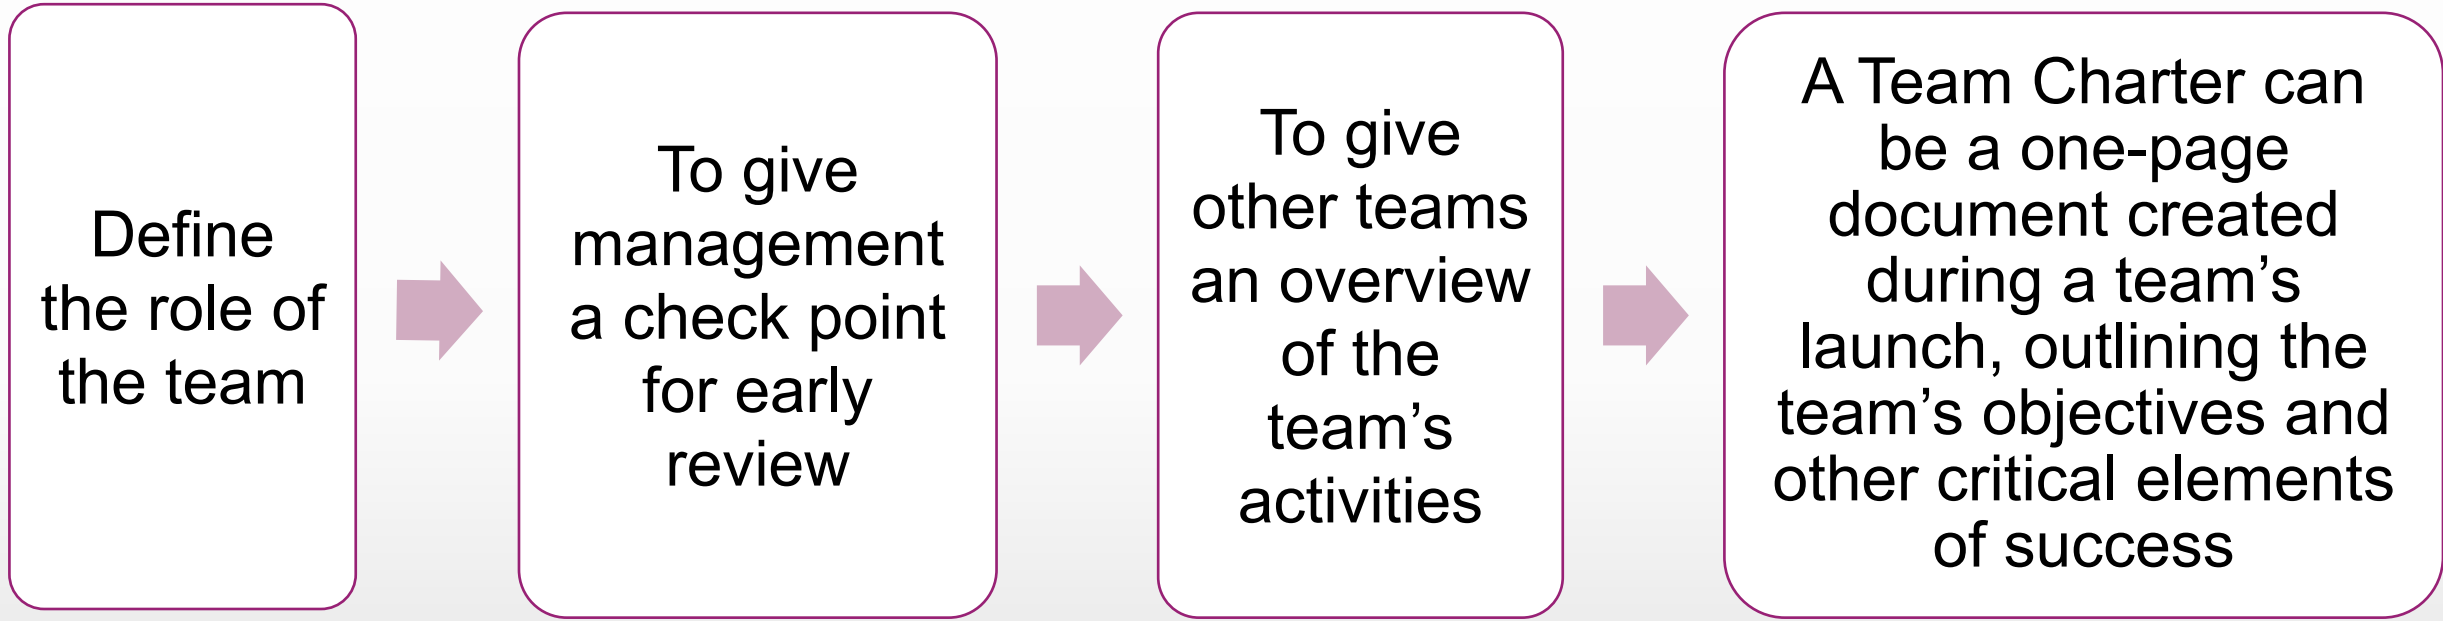 Define
the role of
the team
To give
management
a check point
for early
review
To give
other teams
an overview
of the
team’s
activities
A Team Charter can
be a one-page
document created
during a team’s
launch, outlining the
team’s objectives and
other critical elements
of success